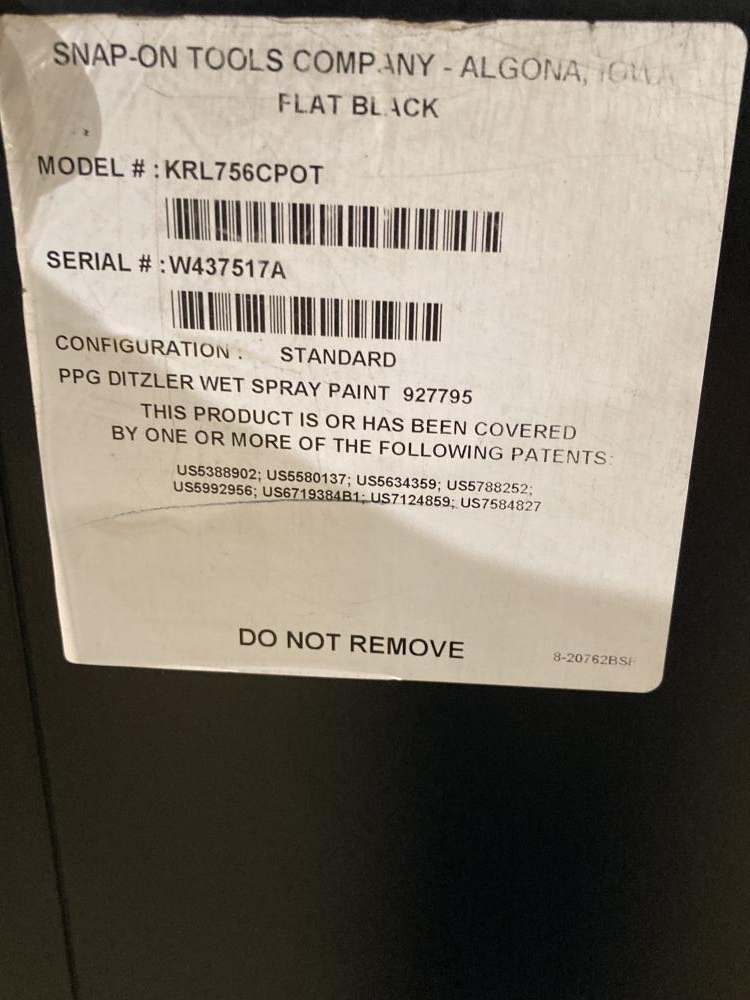 SNAP-ON TOOLS COMPANY - ALGONA, IOWA
FLAT BLACK
MODEL # : KRL756CPOT
SERIAL # : W437517A
CONFIGURATION : STANDARD
PPG DITZLER WET SPRAY PAINT 927795
THIS PRODUCT IS OR HAS BEEN COVERED
BY ONE OR MORE OF THE FOLLOWING PATENTS:
US5388902; US5580137; US5634359; US5788252;
US5992956; US6719384B1; US7124859; US7584827
DO NOT REMOVE